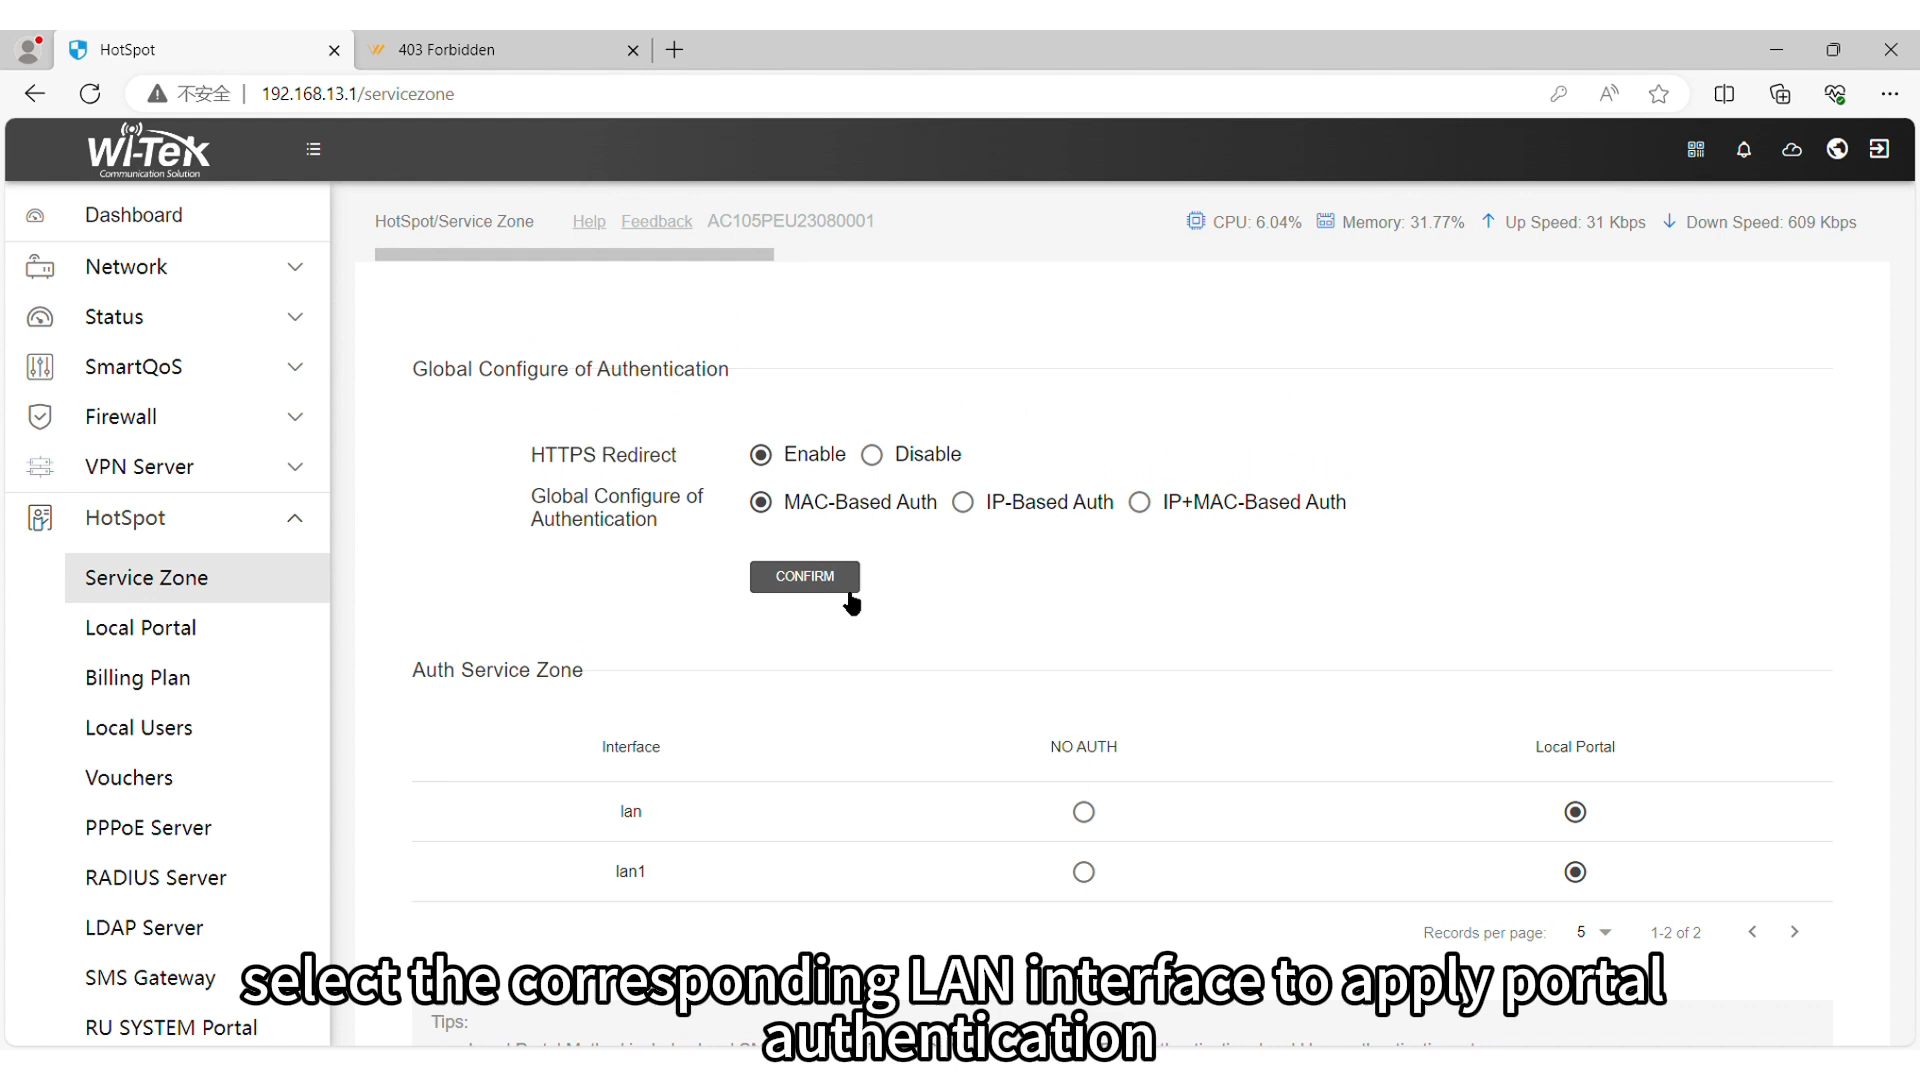 HotSpot
403 Forbidden
不安全
192.168.13.1/servicezone
Wi-Tek
Communication Solution
Dashboard
HotSpot/Service Zone
Help
Feedback
AC105PEU23080001
CPU: 6.04%
Memory: 31.77%
Up Speed: 31 Kbps
Down Speed: 609 Kbps
Network
Status
SmartQoS
Firewall
VPN Server
HotSpot
Service Zone
Local Portal
Billing Plan
Local Users
Vouchers
PPPoE Server
RADIUS Server
LDAP Server
SMS Gateway
RU SYSTEM Portal
Global Configure of Authentication
HTTPS Redirect
Enable
Disable
Global Configure of
Authentication
MAC-Based Auth
IP-Based Auth
IP+MAC-Based Auth
CONFIRM
Auth Service Zone
Interface
NO AUTH
Local Portal
lan
lan1
Records per page:
5
1-2 of 2
Tips:
select the corresponding LAN interface to apply portal
authentication